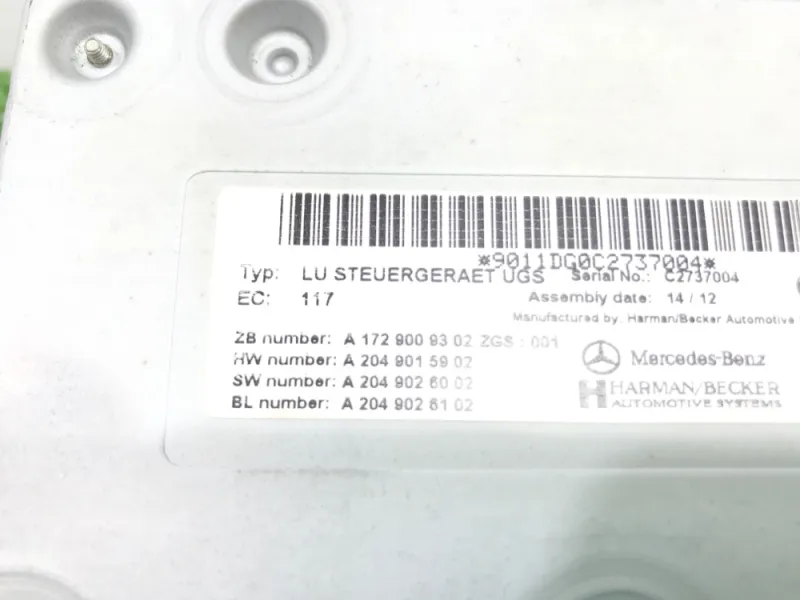 *9011DG0C2737004*
Typ: LU STEUERGERAET UGS Serial No.: C2737004
EC: 117 Assembly date: 14 / 12
Manufactured by: Harman/Becker Automotive
ZB number: A 172 900 93 02 ZGS : 001
HW number: A 204 901 59 02
SW number: A 204 902 60 02
BL number: A 204 902 61 02
Mercedes-Benz
HARMAN/BECKER
AUTOMOTIVE SYSTEMS